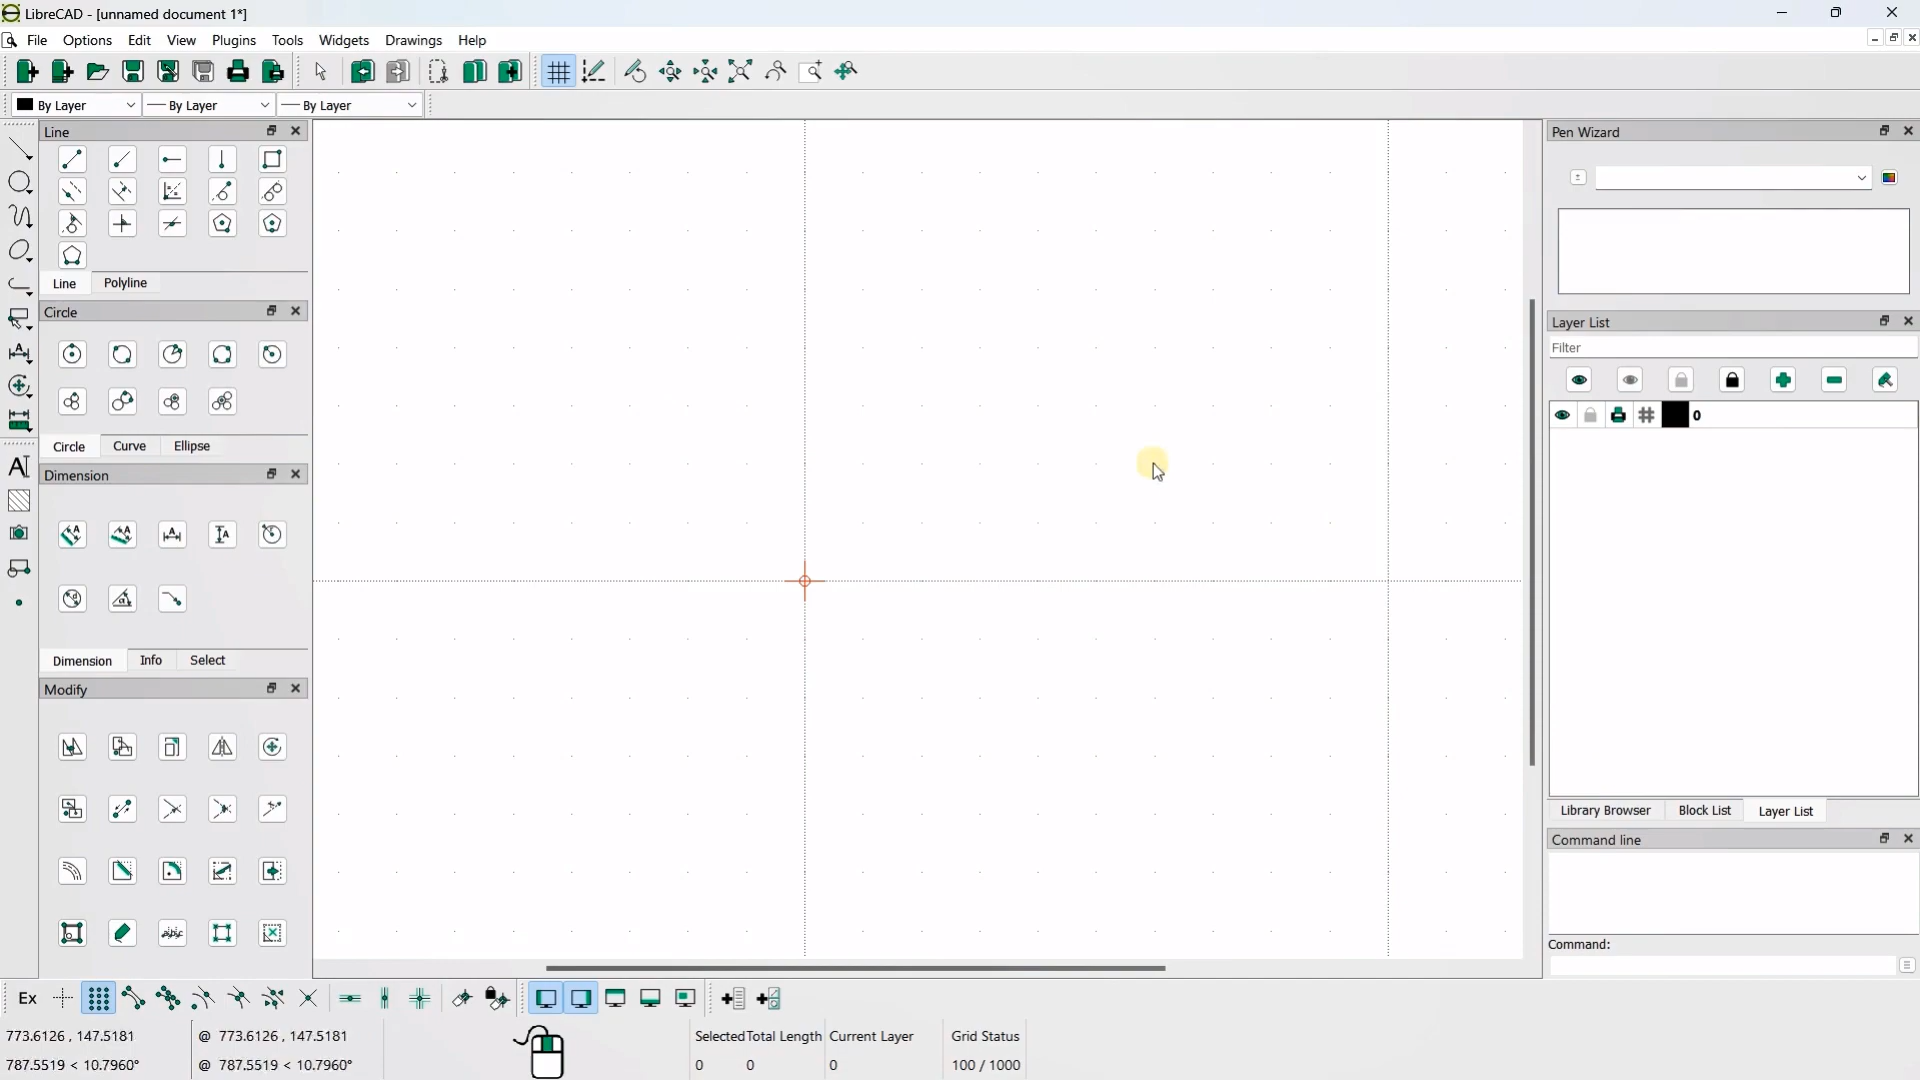 LibreCAD - [unnamed document 1*]
File Options Edit View Plugins Tools Widgets Drawings Help
By Layer By Layer By Layer
Line
Line Polyline
Circle
Circle Curve Ellipse
Dimension
Dimension Info Select
Modify
Pen Wizard
Layer List
Filter
0
Library Browser Block List Layer List
Command line
Command:
Ex
773.6126 , 147.5181 @ 773.6126 , 147.5181 Selected Total Length Current Layer Grid Status
787.5519 < 10.7960° @ 787.5519 < 10.7960° 0 0 0 100 / 1000